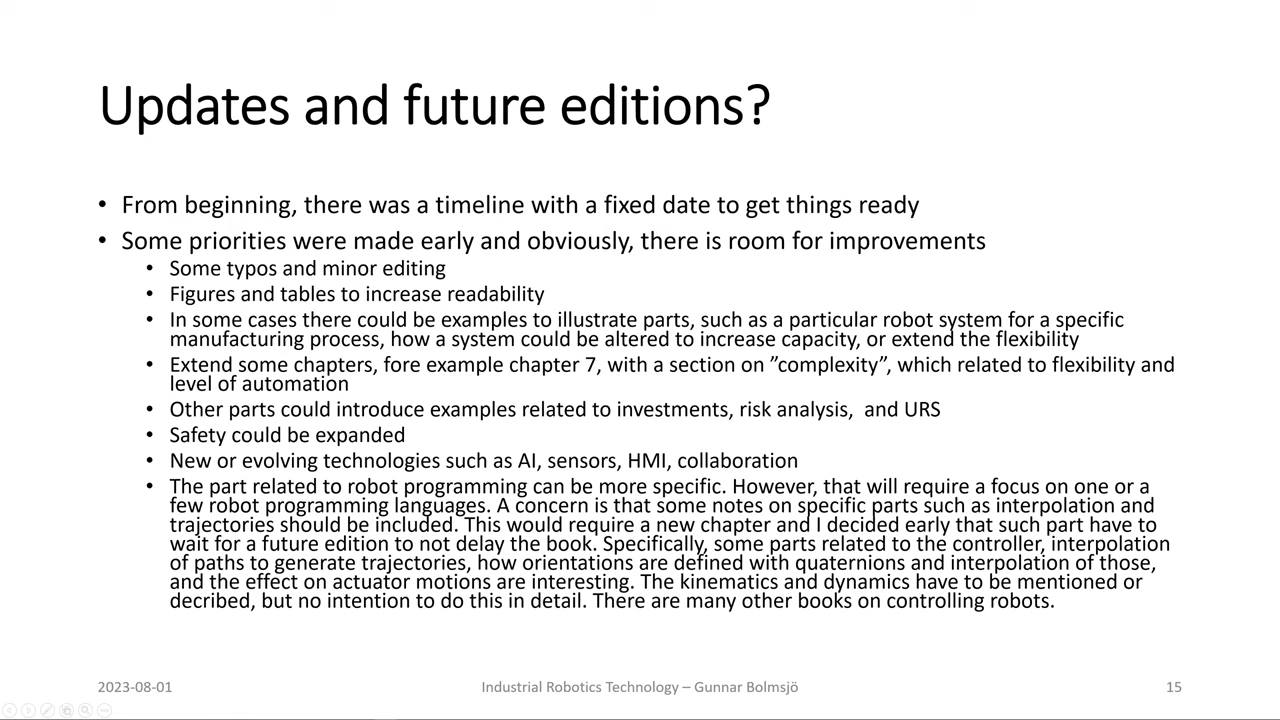 Updates and future editions?
• From beginning, there was a timeline with a fixed date to get things ready
• Some priorities were made early and obviously, there is room for improvements
• Some typos and minor editing
• Figures and tables to increase readability
• In some cases there could be examples to illustrate parts, such as a particular robot system for a specific
manufacturing process, how a system could be altered to increase capacity, or extend the flexibility
• Extend some chapters, fore example chapter 7, with a section on ”complexity”, which related to flexibility and
level of automation
• Other parts could introduce examples related to investments, risk analysis,  and URS
• Safety could be expanded
• New or evolving technologies such as AI, sensors, HMI, collaboration
• The part related to robot programming can be more specific. However, that will require a focus on one or a
few robot programming languages. A concern is that some notes on specific parts such as interpolation and
trajectories should be included. This would require a new chapter and I decided early that such part have to
wait for a future edition to not delay the book. Specifically, some parts related to the controller, interpolation
of paths to generate trajectories, how orientations are defined with quaternions and interpolation of those,
and the effect on actuator motions are interesting. The kinematics and dynamics have to be mentioned or
decribed, but no intention to do this in detail. There are many other books on controlling robots.
2023-08-01
Industrial Robotics Technology – Gunnar Bolmsjö
15